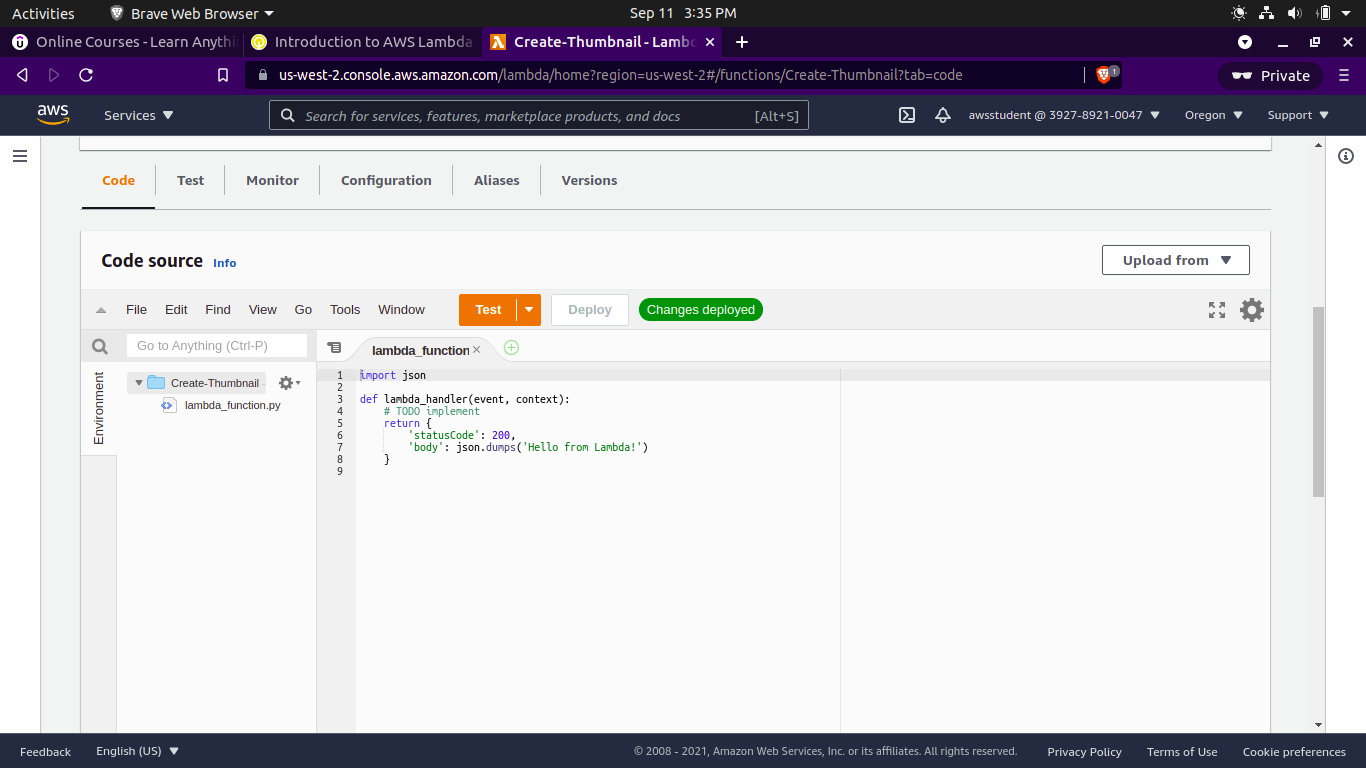 Activities Brave Web Browser Sep 11 3:35 PM
Online Courses - Learn Anythi Introduction to AWS Lambda Create-Thumbnail - Lambd
us-west-2.console.aws.amazon.com/lambda/home?region=us-west-2#/functions/Create-Thumbnail?tab=code 1 Private
aws Services Search for services, features, marketplace products, and docs [Alt+S] awsstudent @ 3927-8921-0047 Oregon Support
Code Test Monitor Configuration Aliases Versions
Code source Info Upload from
File Edit Find View Go Tools Window Test Deploy Changes deployed
Go to Anything (Ctrl-P) lambda_function
Environment
Create-Thumbnail
lambda_function.py
1 import json
2
3 def lambda_handler(event, context):
4 # TODO implement
5 return {
6 'statusCode': 200,
7 'body': json.dumps('Hello from Lambda!')
8 }
9
Feedback English (US) © 2008 - 2021, Amazon Web Services, Inc. or its affiliates. All rights reserved. Privacy Policy Terms of Use Cookie preferences